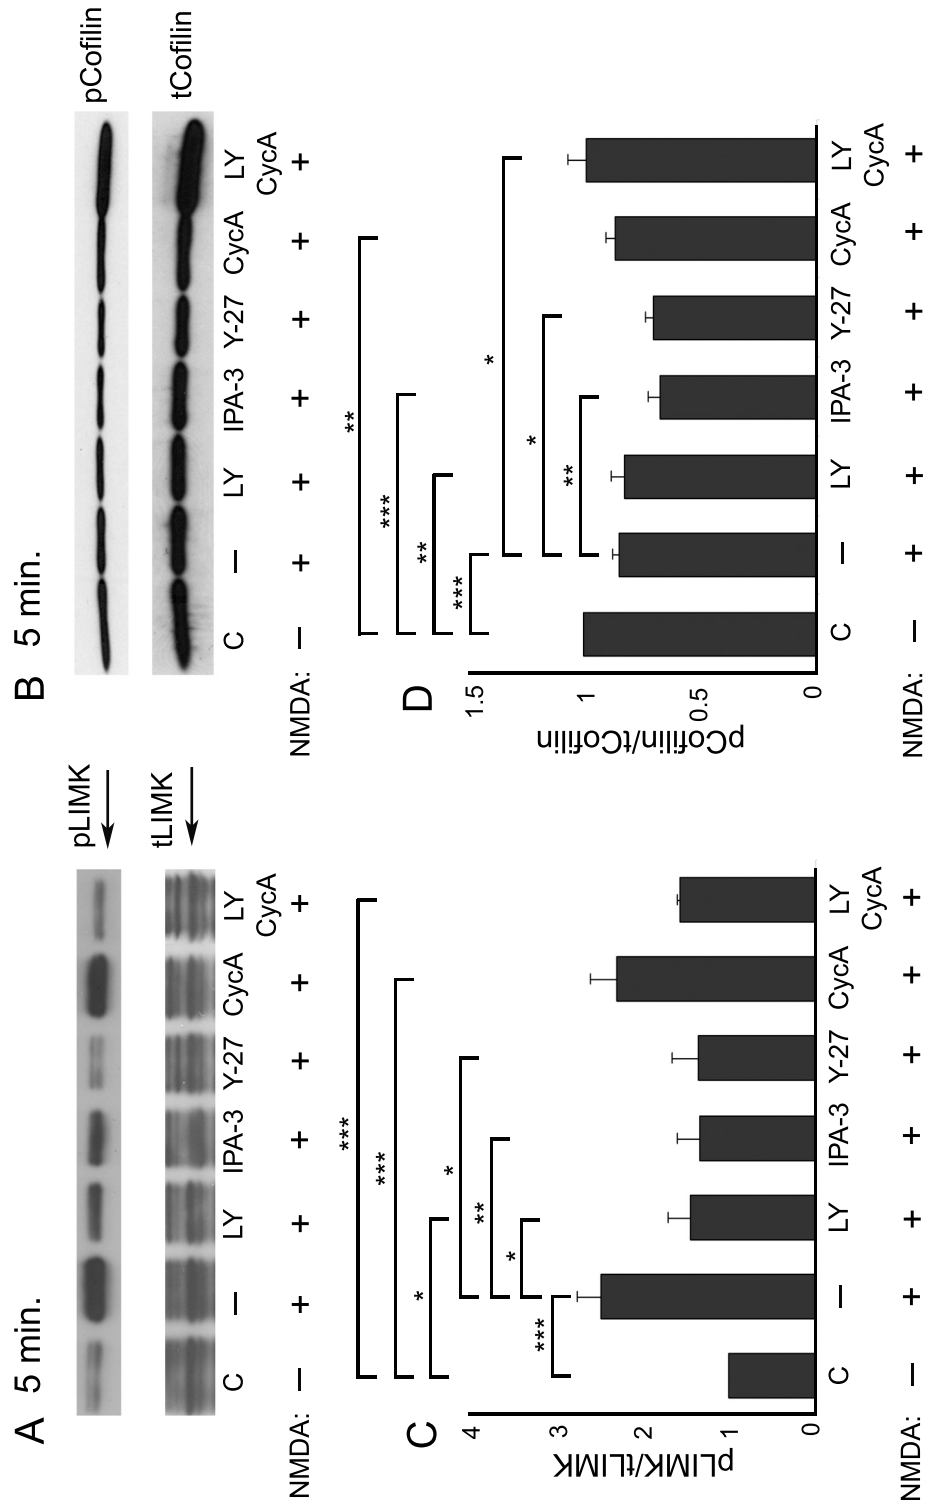 A 5 min.
pLIMK
tLIMK
C — LY IPA-3 Y-27 CycA LY
CycA
NMDA: — + + + + + +
B 5 min.
pCofilin
tCofilin
C — LY IPA-3 Y-27 CycA LY
CycA
NMDA: — + + + + + +
C
pLIMK/tLIMK
4
3
2
1
0
***
***
*
*
**
*
***
C — LY IPA-3 Y-27 CycA LY
CycA
NMDA: — + + + + + +
D
pCofilin/tCofilin
1.5
1
0.5
0
**
***
**
***
*
*
**
C — LY IPA-3 Y-27 CycA LY
CycA
NMDA: — + + + + + +